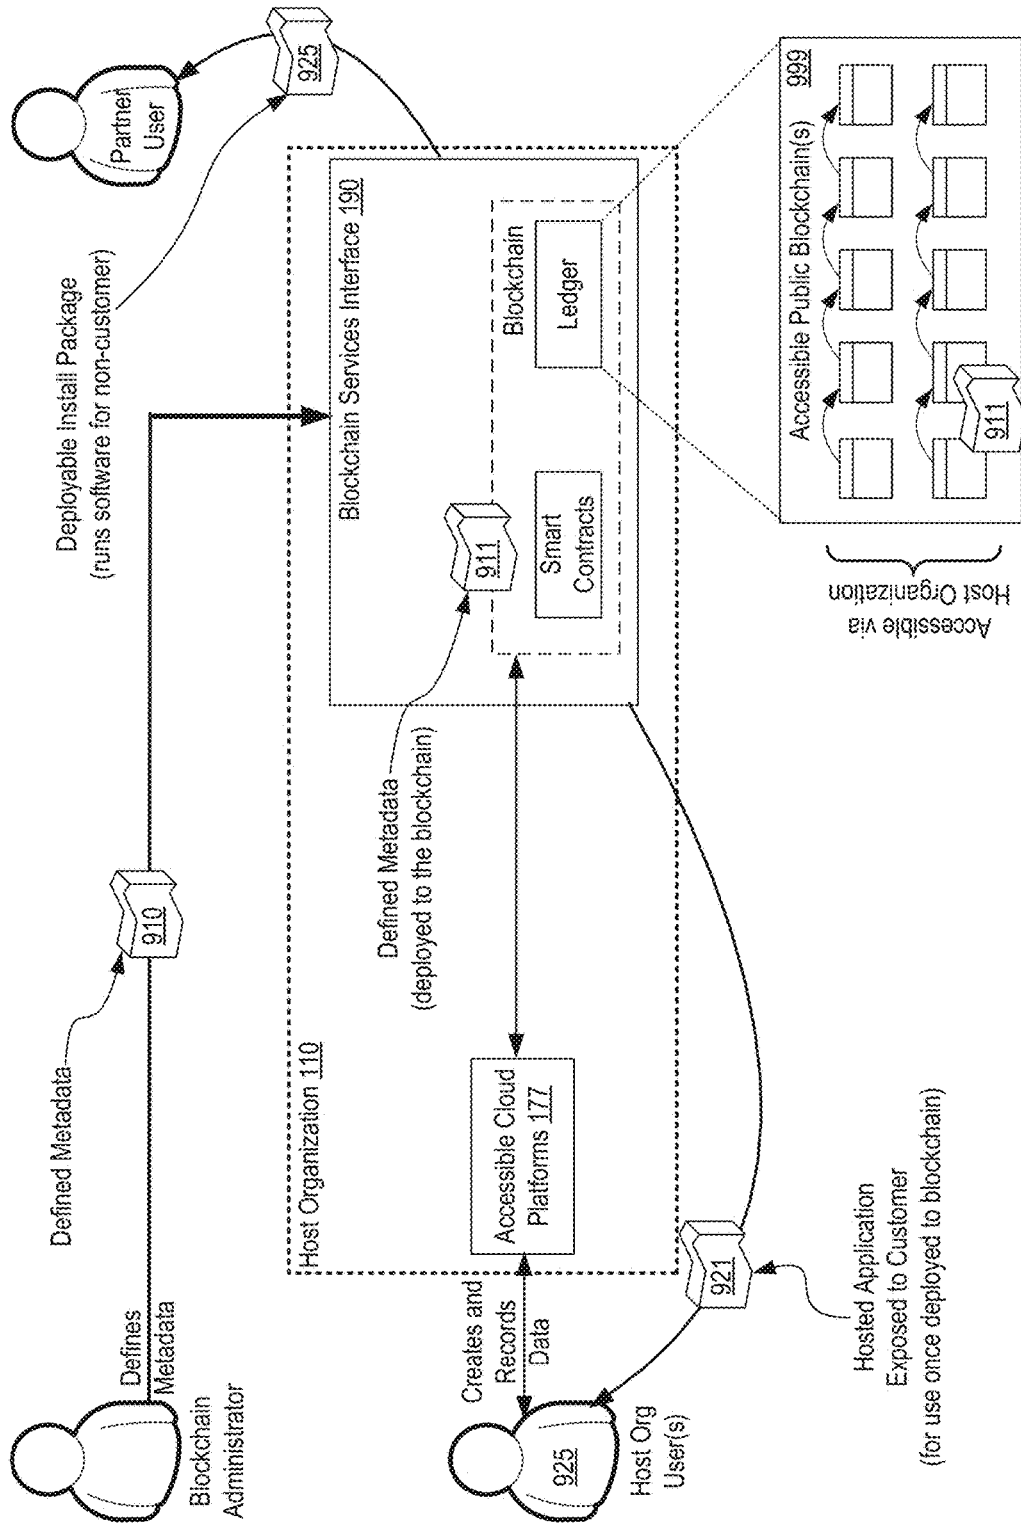 Blockchain
Administrator
Defines
Metadata
Defined Metadata
910
Deployable Install Package
(runs software for non-customer)
925
Partner
User
Host Organization 110
Blockchain Services Interface 190
Defined Metadata
(deployed to the blockchain)
911
Blockchain
Smart
Contracts
Ledger
Accessible Cloud
Platforms 177
Creates and
Records
Data
925
Host Org
User(s)
921
Hosted Application
Exposed to Customer
(for use once deployed to blockchain)
Accessible via
Host Organization
Accessible Public Blockchain(s)
999
911